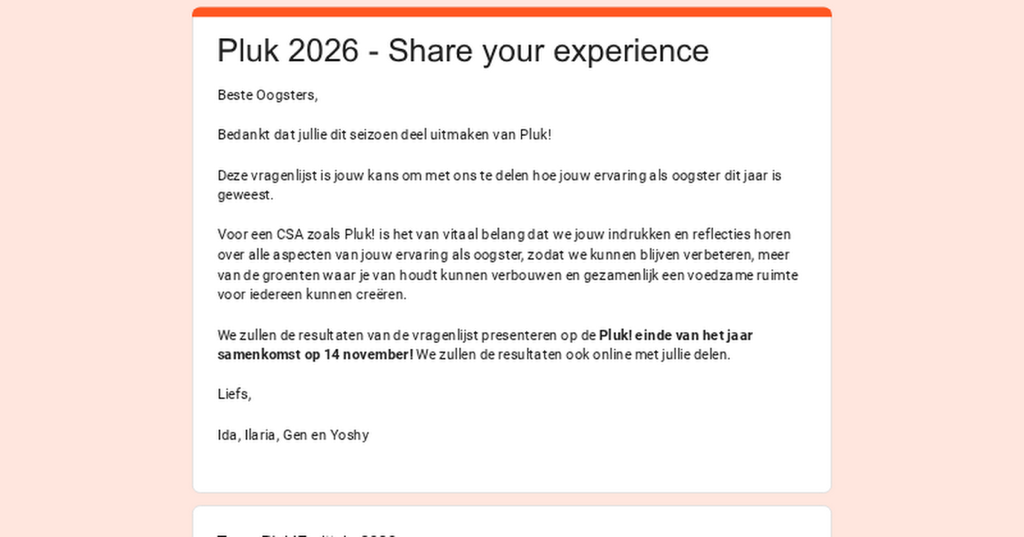 Pluk 2026 - Share your experience
Beste Oogsters,
Bedankt dat jullie dit seizoen deel uitmaken van Pluk!
Deze vragenlijst is jouw kans om met ons te delen hoe jouw ervaring als oogster dit jaar is
geweest.
Voor een CSA zoals Pluk! is het van vitaal belang dat we jouw indrukken en reflecties horen
over alle aspecten van jouw ervaring als oogster, zodat we kunnen blijven verbeteren, meer
van de groenten waar je van houdt kunnen verbouwen en gezamenlijk een voedzame ruimte
voor iedereen kunnen creëren.
We zullen de resultaten van de vragenlijst presenteren op de Pluk! einde van het jaar
samenkomst op 14 november! We zullen de resultaten ook online met jullie delen.
Liefs,
Ida, Ilaria, Gen en Yoshy